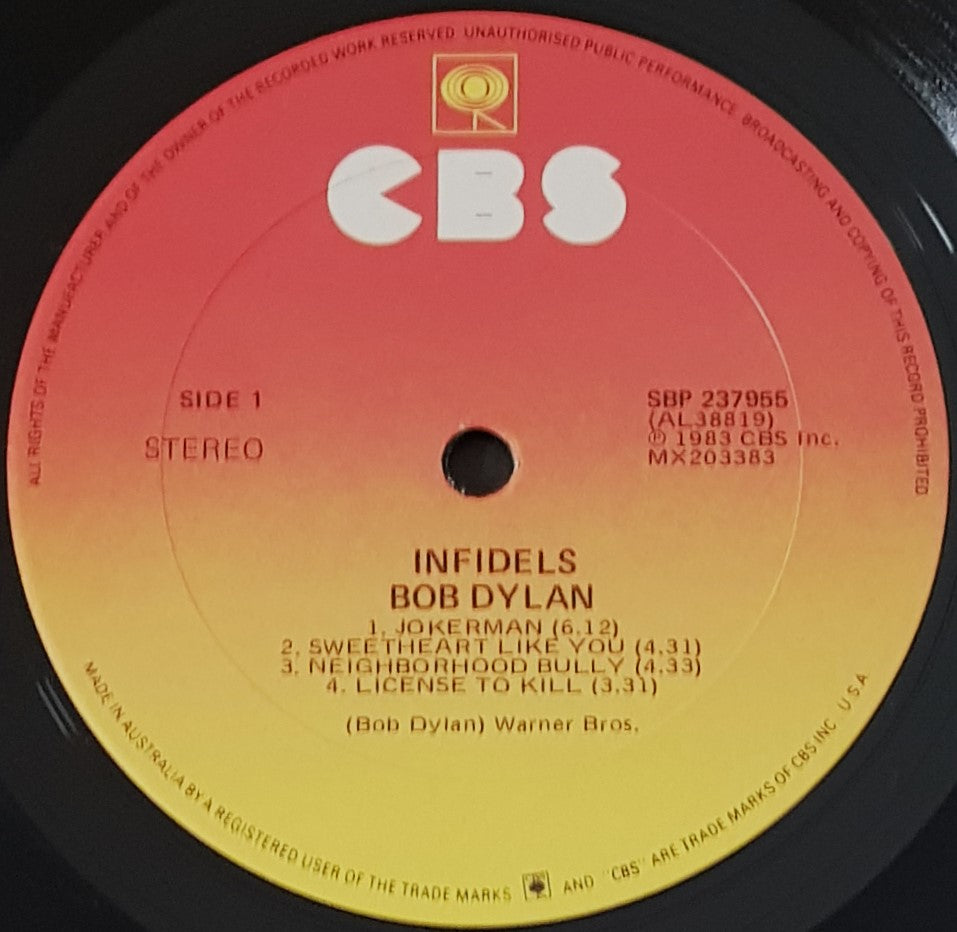 ALL RIGHTS OF THE MANUFACTURER AND OF THE OWNER OF THE RECORDED WORK RESERVED. UNAUTHORISED PUBLIC PERFORMANCE BROADCASTING AND COPYING OF THIS RECORD PROHIBITED
CBS
SIDE 1
STEREO
SBP 237955
(AL38819)
℗ 1983 CBS Inc.
MX203383
INFIDELS
BOB DYLAN
1. JOKERMAN (6.12)
2. SWEETHEART LIKE YOU (4.31)
3. NEIGHBORHOOD BULLY (4.33)
4. LICENSE TO KILL (3.31)
(Bob Dylan) Warner Bros.
MADE IN AUSTRALIA BY A REGISTERED USER OF THE TRADE MARKS AND "CBS" ARE TRADE MARKS OF CBS INC. U.S.A